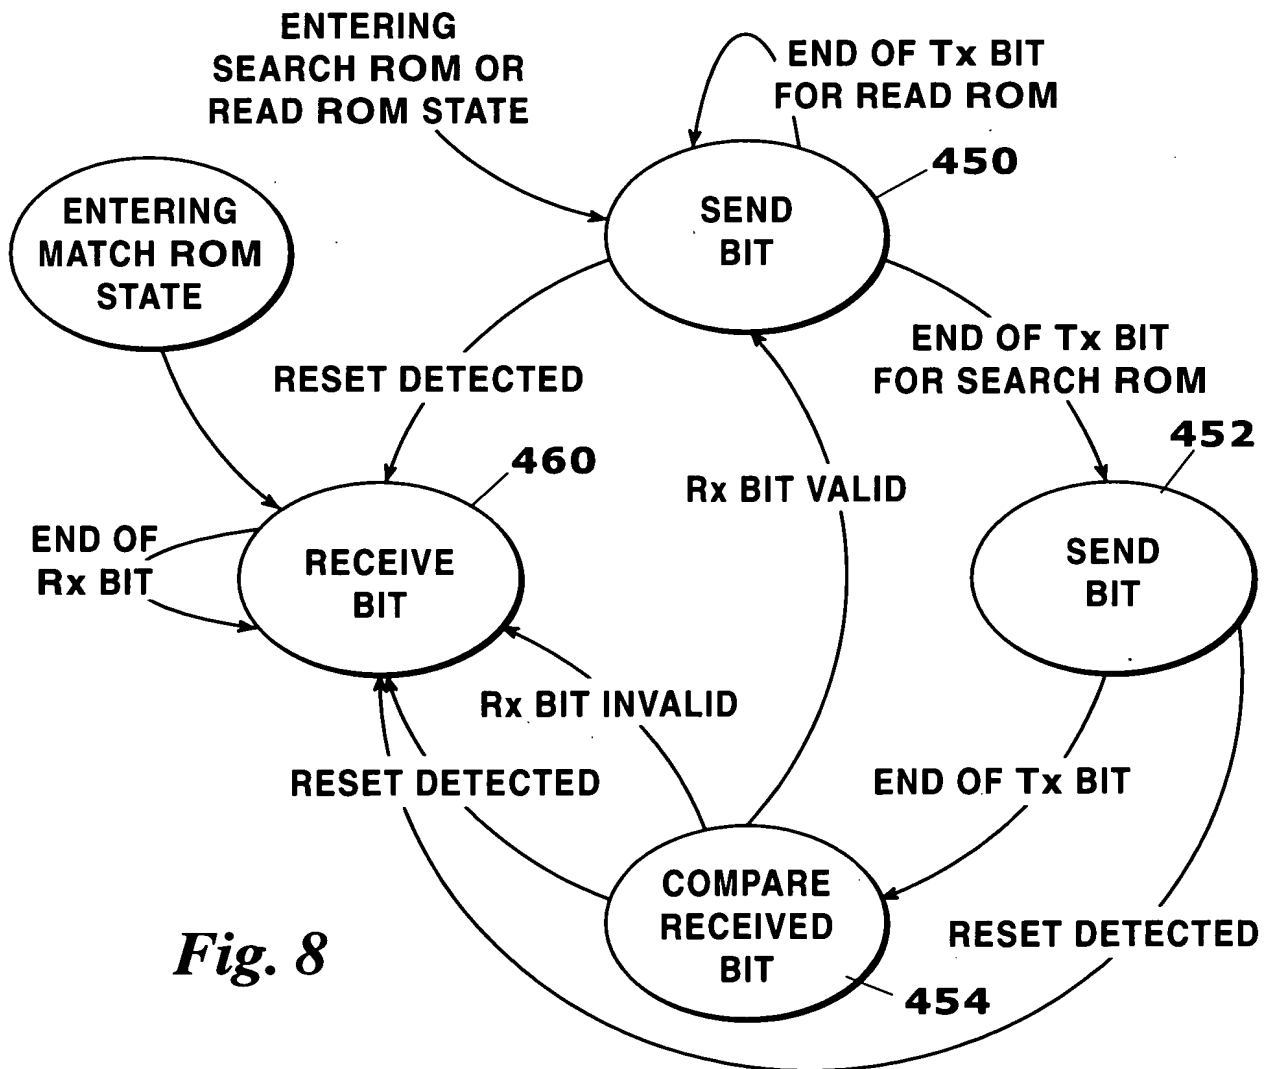 ENTERING
SEARCH ROM OR
READ ROM STATE
END OF Tx BIT
FOR READ ROM
450
SEND
BIT
ENTERING
MATCH ROM
STATE
END OF Tx BIT
FOR SEARCH ROM
RESET DETECTED
452
460
Rx BIT VALID
END OF
Rx BIT
RECEIVE
BIT
SEND
BIT
Rx BIT INVALID
RESET DETECTED
END OF Tx BIT
COMPARE
RECEIVED
BIT
RESET DETECTED
Fig. 8
454